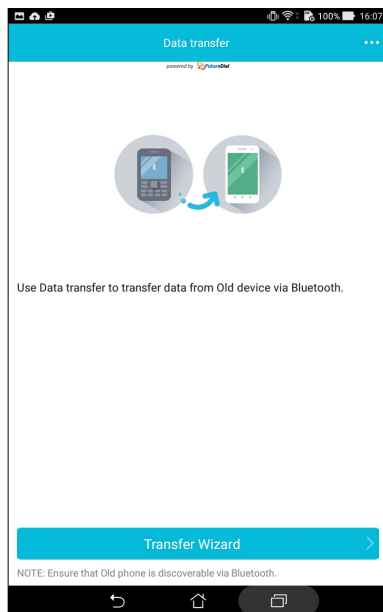 100% 16:07
Data transfer
powered by FutureDial
Use Data transfer to transfer data from Old device via Bluetooth.
Transfer Wizard
NOTE: Ensure that Old phone is discoverable via Bluetooth.